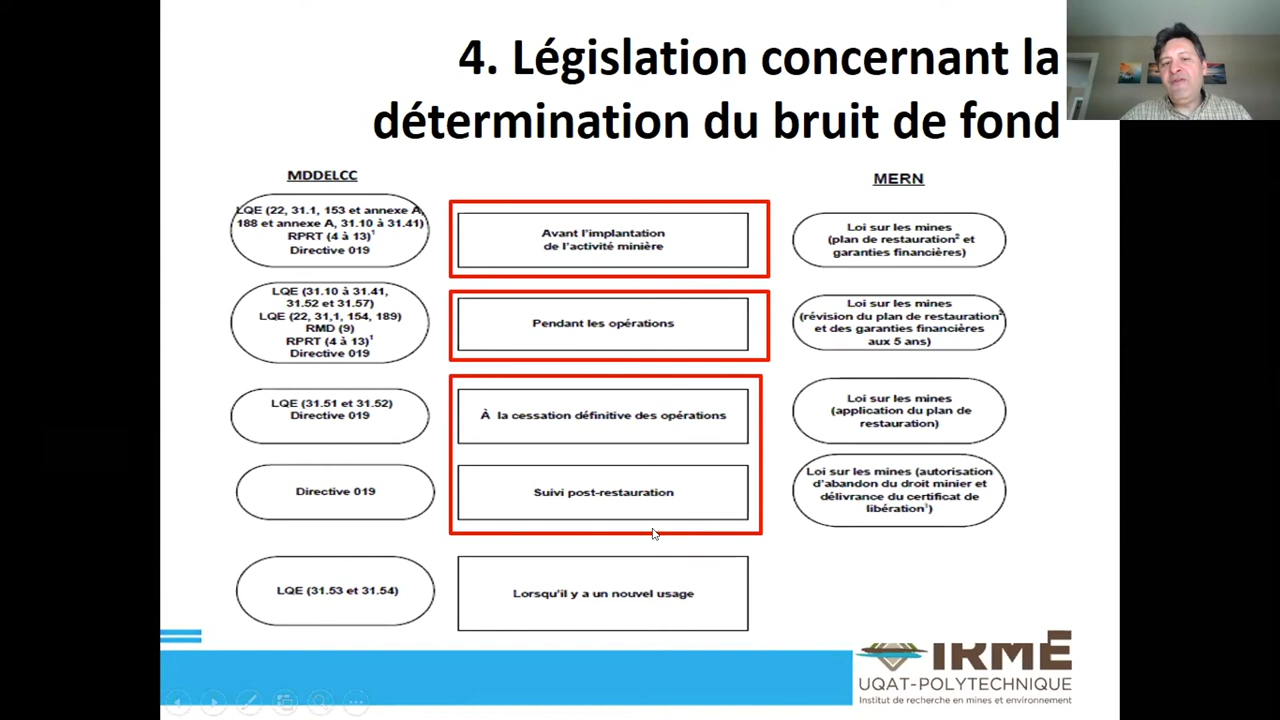 4. Législation concernant la
détermination du bruit de fond
MDDELCC
MERN
LQE (22, 31.1, 153 et annexe A,
188 et annexe A, 31.10 à 31.41)
RPRT (4 à 13)¹
Directive 019
Avant l'implantation
de l'activité minière
Loi sur les mines
(plan de restauration² et
garanties financières)
LQE (31.10 à 31.41,
31.52 et 31.57)
LQE (22, 31,1, 154, 189)
RMD (9)
RPRT (4 à 13)¹
Directive 019
Pendant les opérations
Loi sur les mines
(révision du plan de restauration²
et des garanties financières
aux 5 ans)
LQE (31.51 et 31.52)
Directive 019
À la cessation définitive des opérations
Loi sur les mines
(application du plan de
restauration)
Directive 019
Suivi post-restauration
Loi sur les mines (autorisation
d'abandon du droit minier et
délivrance du certificat de
libération³)
LQE (31.53 et 31.54)
Lorsqu'il y a un nouvel usage
IRME
UQAT-POLYTECHNIQUE
Institut de recherche en mines et environnement